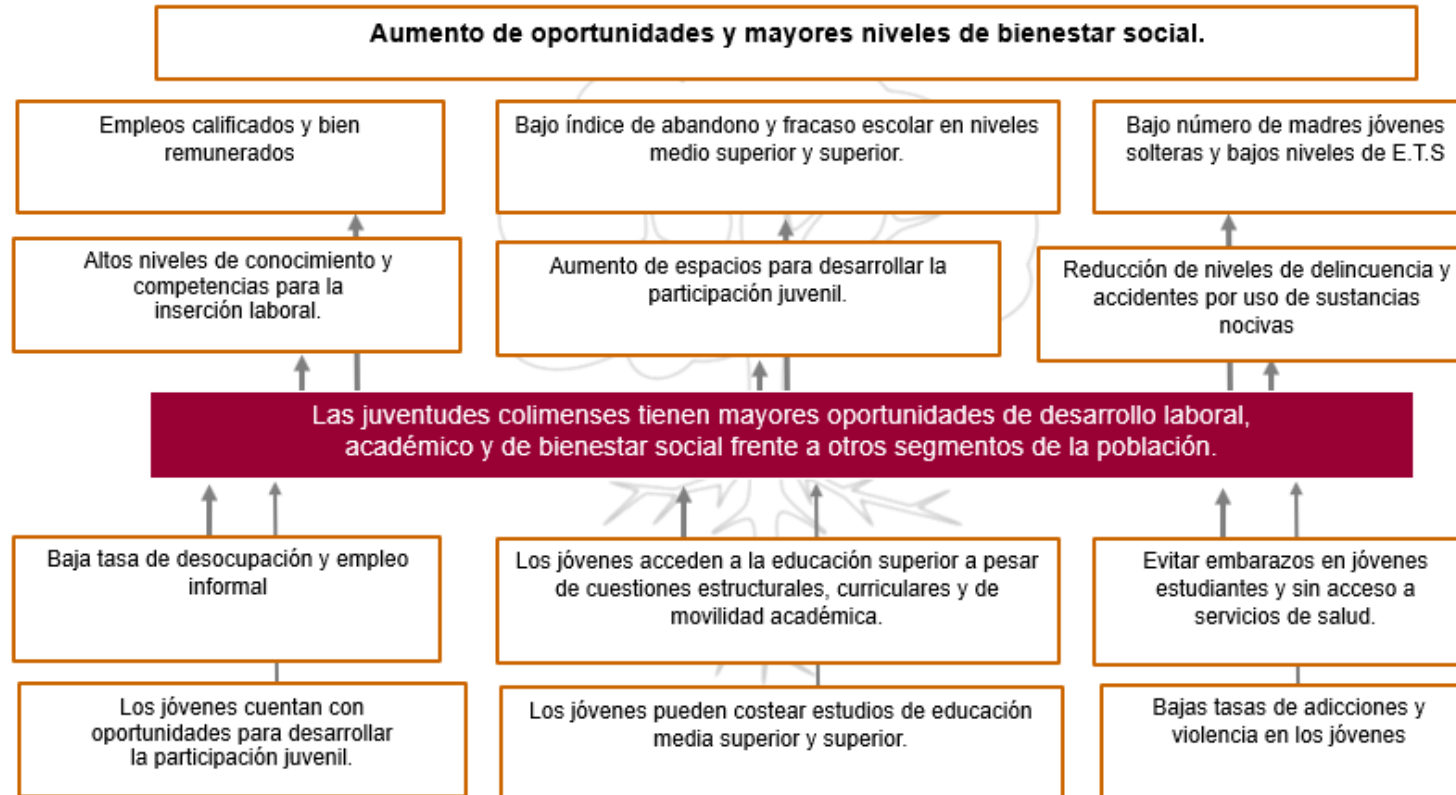 Aumento de oportunidades y mayores niveles de bienestar social.
Empleos calificados y bien
remunerados
Bajo índice de abandono y fracaso escolar en niveles
medio superior y superior.
Bajo número de madres jóvenes
solteras y bajos niveles de E.T.S
Altos niveles de conocimiento y
competencias para la
inserción laboral.
Aumento de espacios para desarrollar la
participación juvenil.
Reducción de niveles de delincuencia y
accidentes por uso de sustancias
nocivas
Las juventudes colimenses tienen mayores oportunidades de desarrollo laboral,
académico y de bienestar social frente a otros segmentos de la población.
Baja tasa de desocupación y empleo
informal
Los jóvenes acceden a la educación superior a pesar
de cuestiones estructurales, curriculares y de
movilidad académica.
Evitar embarazos en jóvenes
estudiantes y sin acceso a
servicios de salud.
Los jóvenes cuentan con
oportunidades para desarrollar
la participación juvenil.
Los jóvenes pueden costear estudios de educación
media superior y superior.
Bajas tasas de adicciones y
violencia en los jóvenes